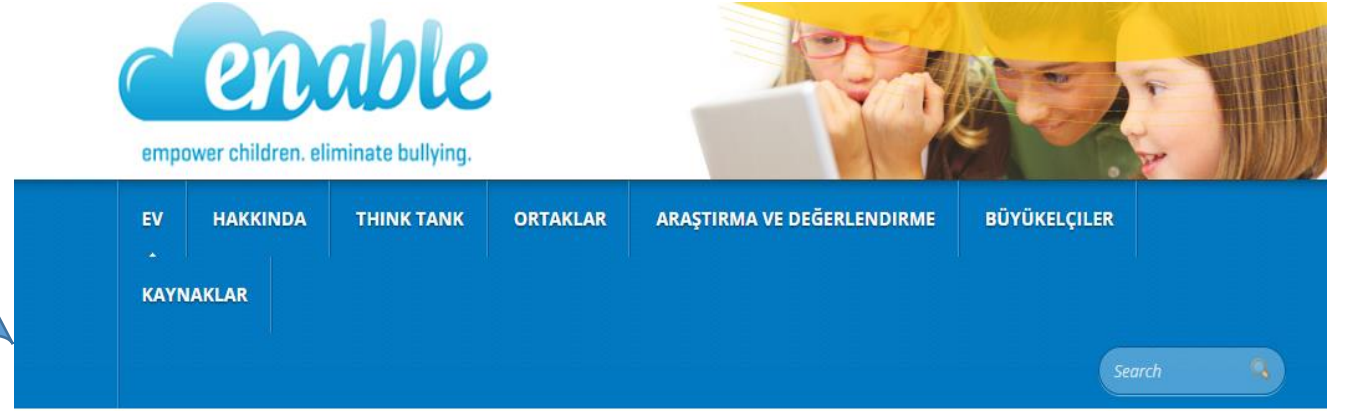 enable
empower children. eliminate bullying.
EV HAKKINDA THINK TANK ORTAKLAR ARAŞTIRMA VE DEĞERLENDIRME BÜYÜKELÇILER
KAYNAKLAR
Search